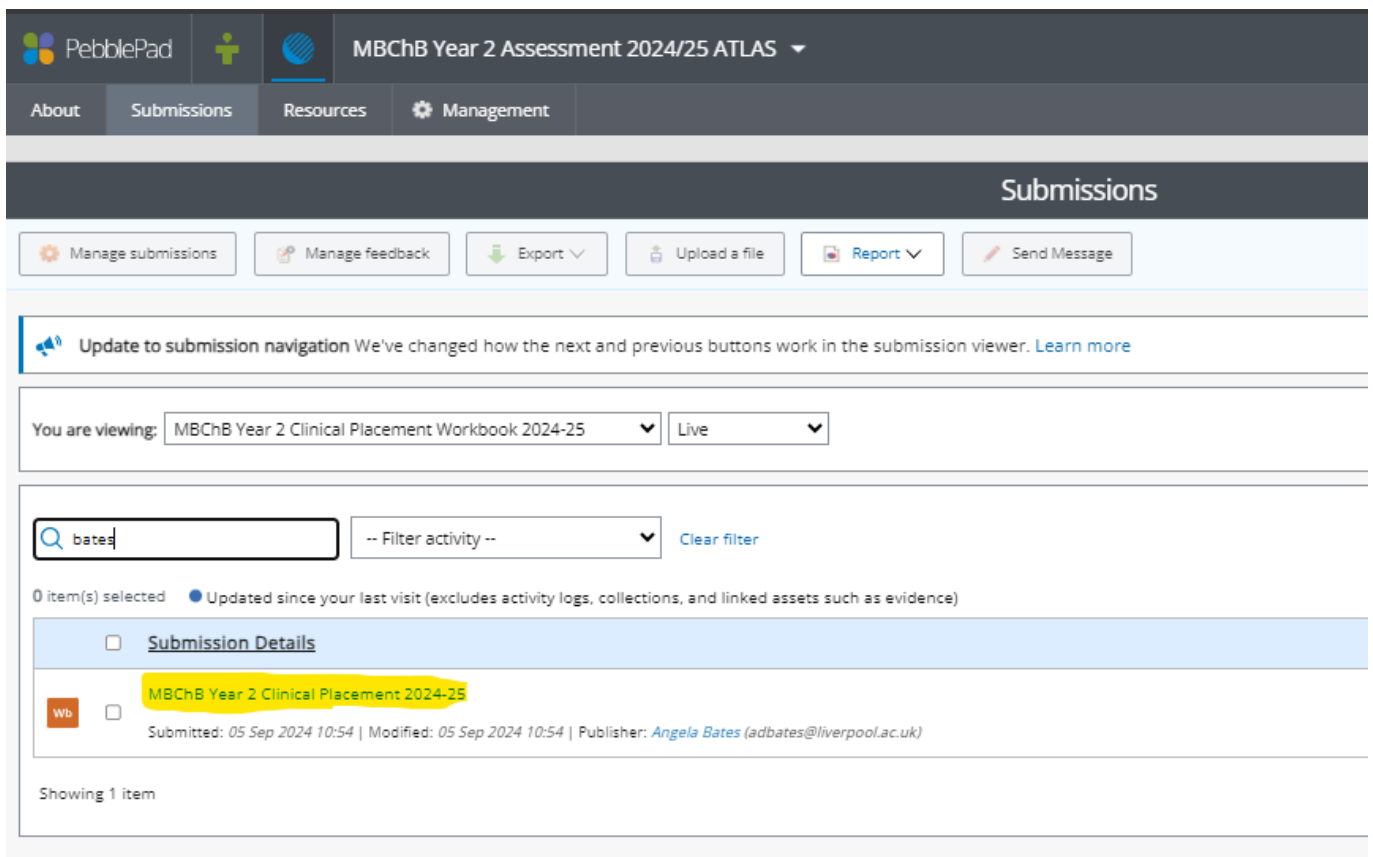 PebblePad MBChB Year 2 Assessment 2024/25 ATLAS
About Submissions Resources Management
Submissions
Manage submissions Manage feedback Export Upload a file Report Send Message
Update to submission navigation We've changed how the next and previous buttons work in the submission viewer. Learn more
You are viewing: MBChB Year 2 Clinical Placement Workbook 2024-25 Live
bates -- Filter activity -- Clear filter
0 item(s) selected Updated since your last visit (excludes activity logs, collections, and linked assets such as evidence)
Submission Details
MBChB Year 2 Clinical Placement 2024-25
Wb
Submitted: 05 Sep 2024 10:54 | Modified: 05 Sep 2024 10:54 | Publisher: Angela Bates (adbates@liverpool.ac.uk)
Showing 1 item